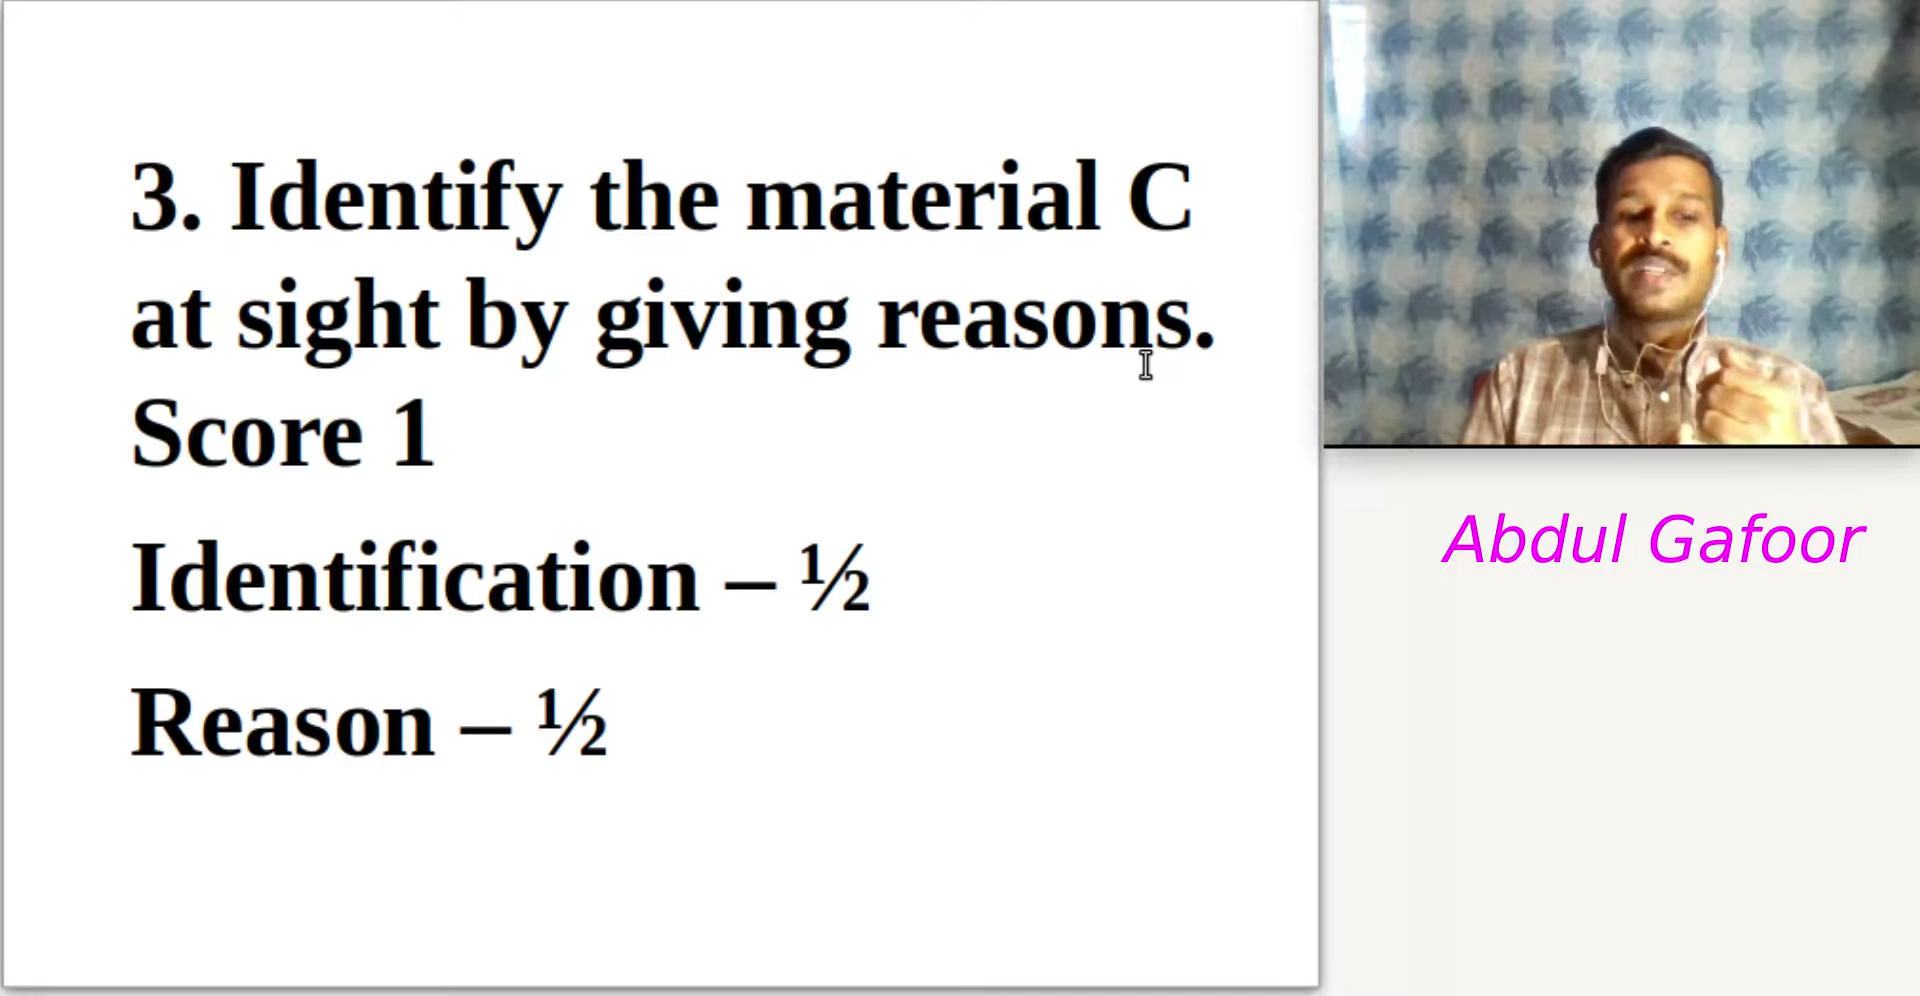 3. Identify the material C
at sight by giving reasons.
Score 1
Identification – ½
Reason – ½
Abdul Gafoor